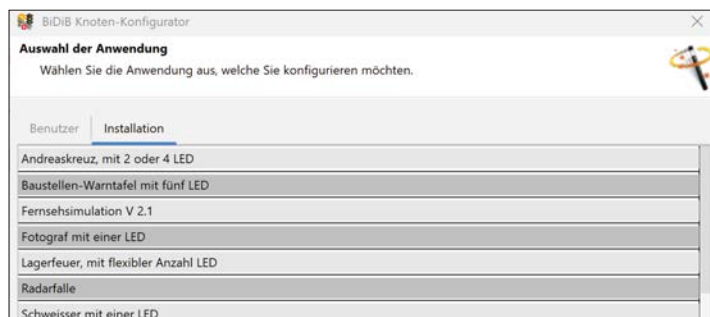 BiDiB Knoten-Konfigurator
Auswahl der Anwendung
Wählen Sie die Anwendung aus, welche Sie konfigurieren möchten.
Benutzer Installation
Andreaskreuz, mit 2 oder 4 LED
Baustellen-Warntafel mit fünf LED
Fernsehsimulation V 2.1
Fotograf mit einer LED
Lagerfeuer, mit flexibler Anzahl LED
Radarfalle
Schweisser mit einer LED